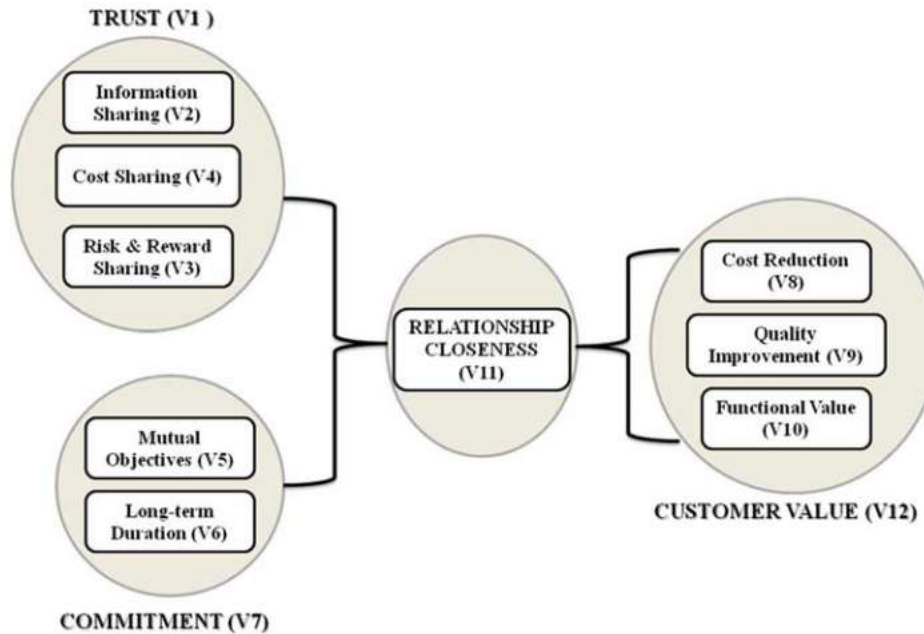 TRUST (V1 )
Information
Sharing (V2)
Cost Sharing (V4)
Risk & Reward
Sharing (V3)
RELATIONSHIP
CLOSENESS
(V11)
Cost Reduction
(V8)
Quality
Improvement (V9)
Functional Value
(V10)
CUSTOMER VALUE (V12)
Mutual
Objectives (V5)
Long-term
Duration (V6)
COMMITMENT (V7)